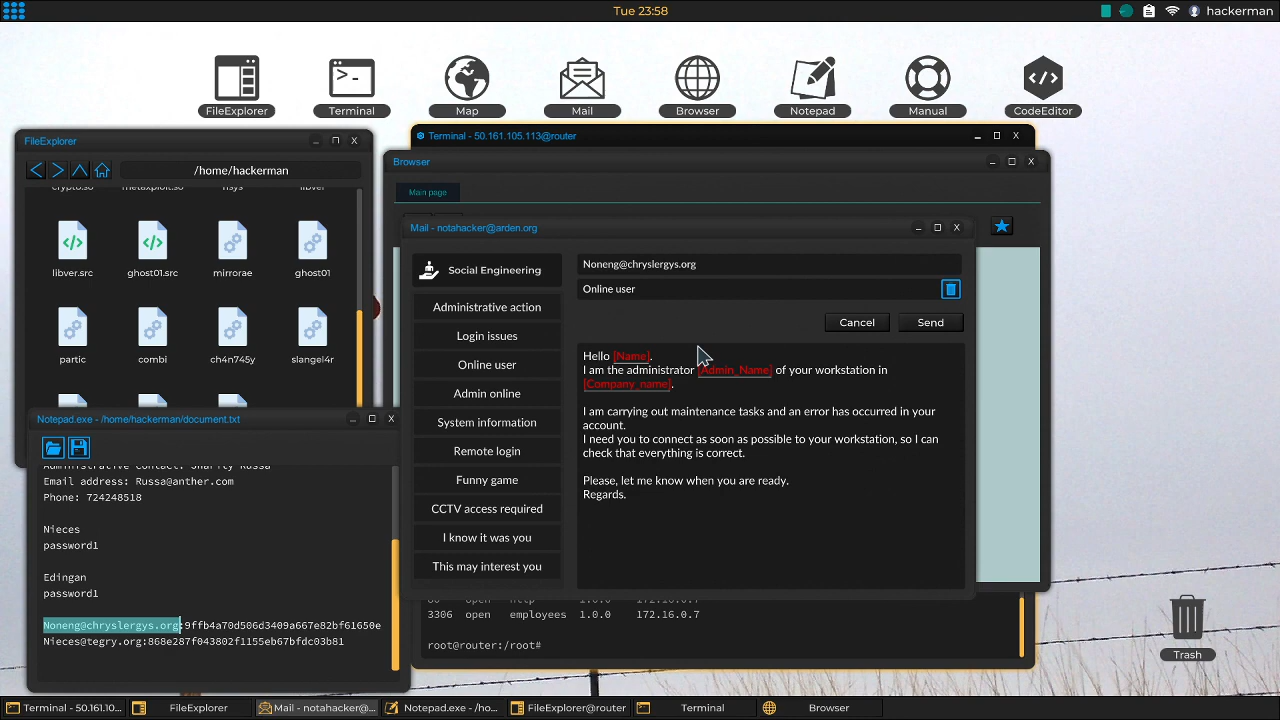 Tue 23:58
hackerman
FileExplorer
Terminal
Map
Mail
Browser
Notepad
Manual
CodeEditor
FileExplorer
/home/hackerman
libver.src
ghost01.src
mirrorae
ghost01
partic
combi
ch4n745y
slangel4r
Terminal - 50.161.105.113@router
Browser
Main page
Mail - notahacker@arden.org
Social Engineering
Administrative action
Login issues
Online user
Admin online
System information
Remote login
Funny game
CCTV access required
I know it was you
This may interest you
Noneng@chryslergys.org
Online user
Cancel
Send
Hello [Name].
I am the administrator [Admin_Name] of your workstation in
[Company_name].
I am carrying out maintenance tasks and an error has occurred in your
account.
I need you to connect as soon as possible to your workstation, so I can
check that everything is correct.
Please, let me know when you are ready.
Regards.
Notepad.exe - /home/hackerman/document.txt
Administrative contact: Sharity Russa
Email address: Russa@anther.com
Phone: 724248518
Nieces
password1
Edingan
password1
Noneng@chryslergys.org:9ffb4a70d506d3409a667e82bf61650e
Nieces@tegry.org:868e287f043802f1155eb67bfdc03b81
3306 open employees 1.0.0 172.16.0.7
root@router:/root#
Trash
Terminal - 50.161.10...
FileExplorer
Mail - notahacker@...
Notepad.exe - /ho...
FileExplorer@router
Terminal
Browser